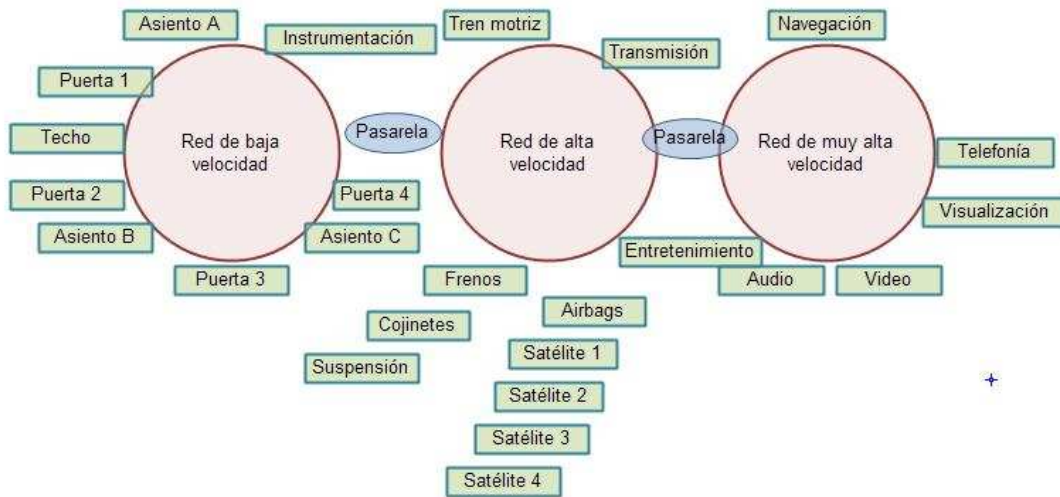 Asiento A
Instrumentación
Tren motriz
Transmisión
Navegación
Puerta 1
Techo
Red de baja
velocidad
Pasarela
Red de alta
velocidad
Pasarela
Red de muy alta
velocidad
Telefonía
Puerta 2
Puerta 4
Visualización
Asiento B
Asiento C
Entretenimiento
Puerta 3
Frenos
Audio
Video
Airbags
Cojinetes
Satélite 1
Suspensión
Satélite 2
Satélite 3
Satélite 4